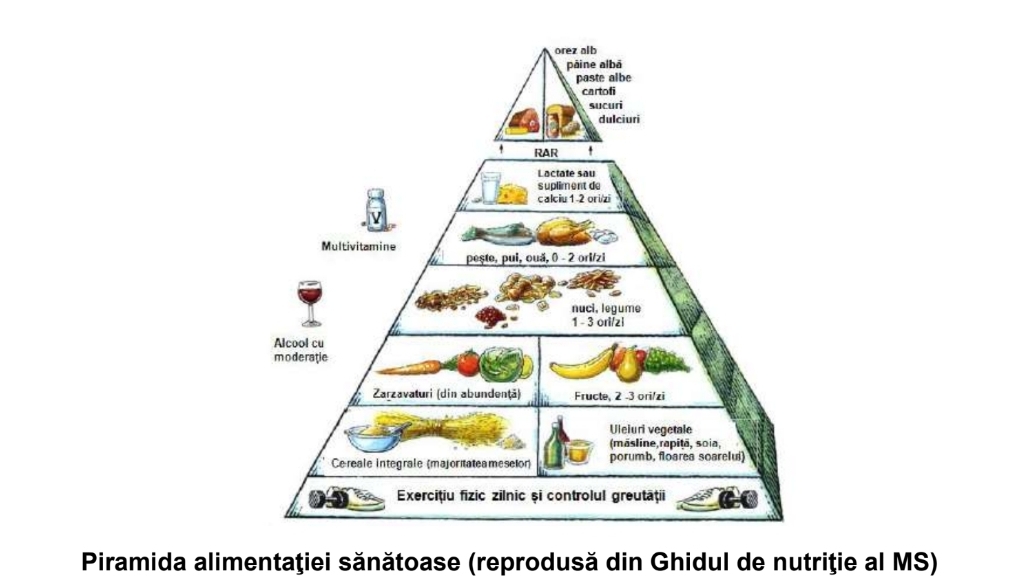 orez alb
pâine albă
paste albe
cartofi
sucuri
dulciuri
RAR
Lactate sau
supliment de
calciu 1-2 ori/zi
V
Multivitamine
pește, pui, ouă, 0 - 2 ori/zi
nuci, legume
1 - 3 ori/zi
Alcool cu
moderaţie
Zarzavaturi (din abundenţă)
Fructe, 2 -3 ori/zi
Uleiuri vegetale
(măsline,rapiţă, soia,
porumb, floarea soarelui)
Cereale integrale (majoritateameselor)
Exerciţiu fizic zilnic și controlul greutăţii
Piramida alimentaţiei sănătoase (reprodusă din Ghidul de nutriţie al MS)